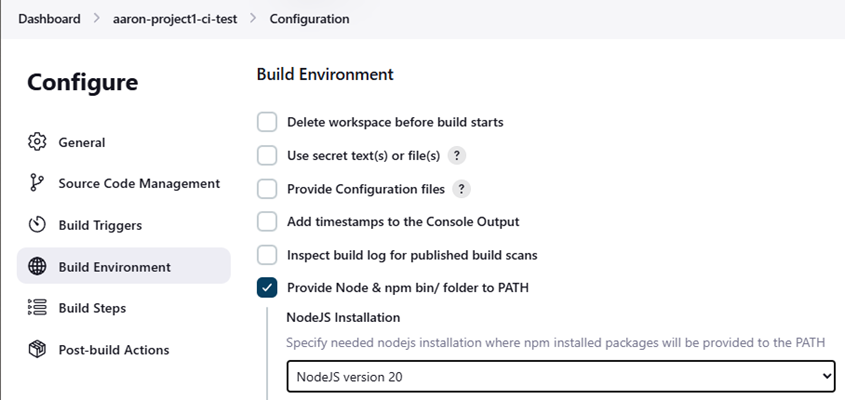 Dashboard > aaron-project1-ci-test > Configuration
Configure
General
Source Code Management
Build Triggers
Build Environment
Build Steps
Post-build Actions
Build Environment
Delete workspace before build starts
Use secret text(s) or file(s) ?
Provide Configuration files ?
Add timestamps to the Console Output
Inspect build log for published build scans
Provide Node & npm bin/ folder to PATH
NodeJS Installation
Specify needed nodejs installation where npm installed packages will be provided to the PATH
NodeJS version 20